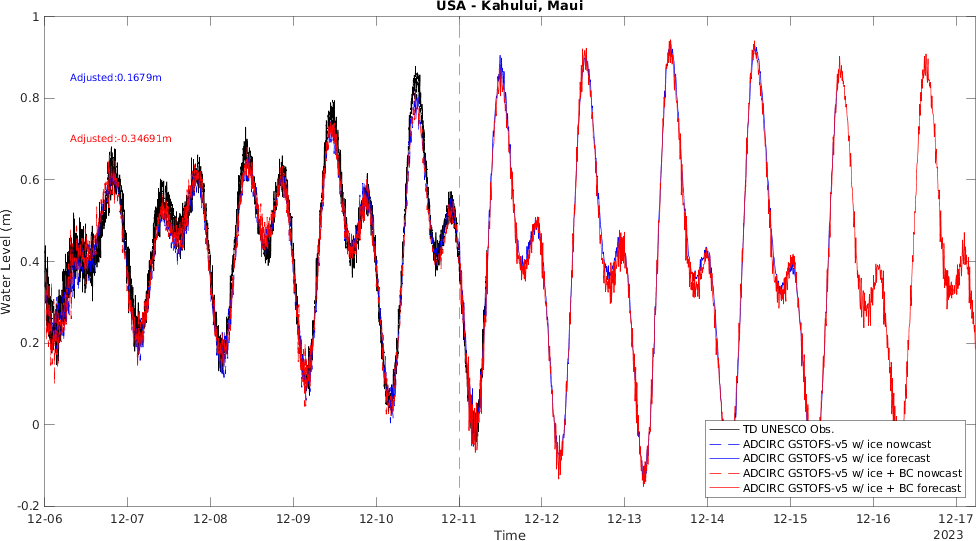 USA - Kahului, Maui
1
0.8
0.6
0.4
0.2
0
-0.2
Water Level (m)
Adjusted:0.1679m
Adjusted:-0.34691m
TD UNESCO Obs.
ADCIRC GSTOFS-v5 w/ ice nowcast
ADCIRC GSTOFS-v5 w/ ice forecast
ADCIRC GSTOFS-v5 w/ ice + BC nowcast
ADCIRC GSTOFS-v5 w/ ice + BC forecast
12-06 12-07 12-08 12-09 12-10 12-11 12-12 12-13 12-14 12-15 12-16 12-17
Time 2023